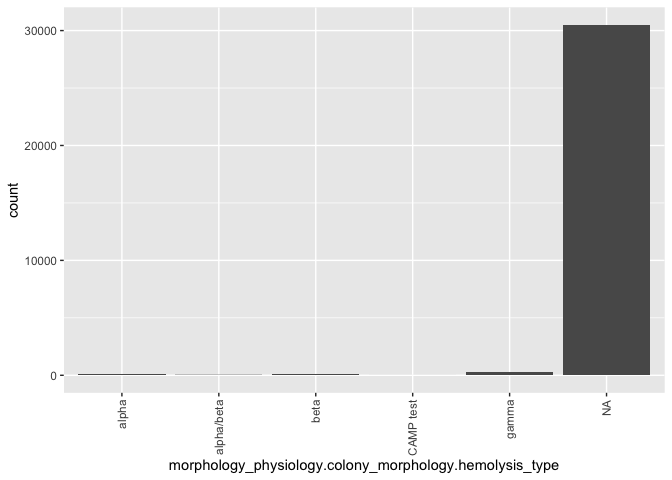 30000
20000
10000
0
count
alpha
alpha/beta
beta
CAMP test
gamma
NA
morphology_physiology.colony_morphology.hemolysis_type